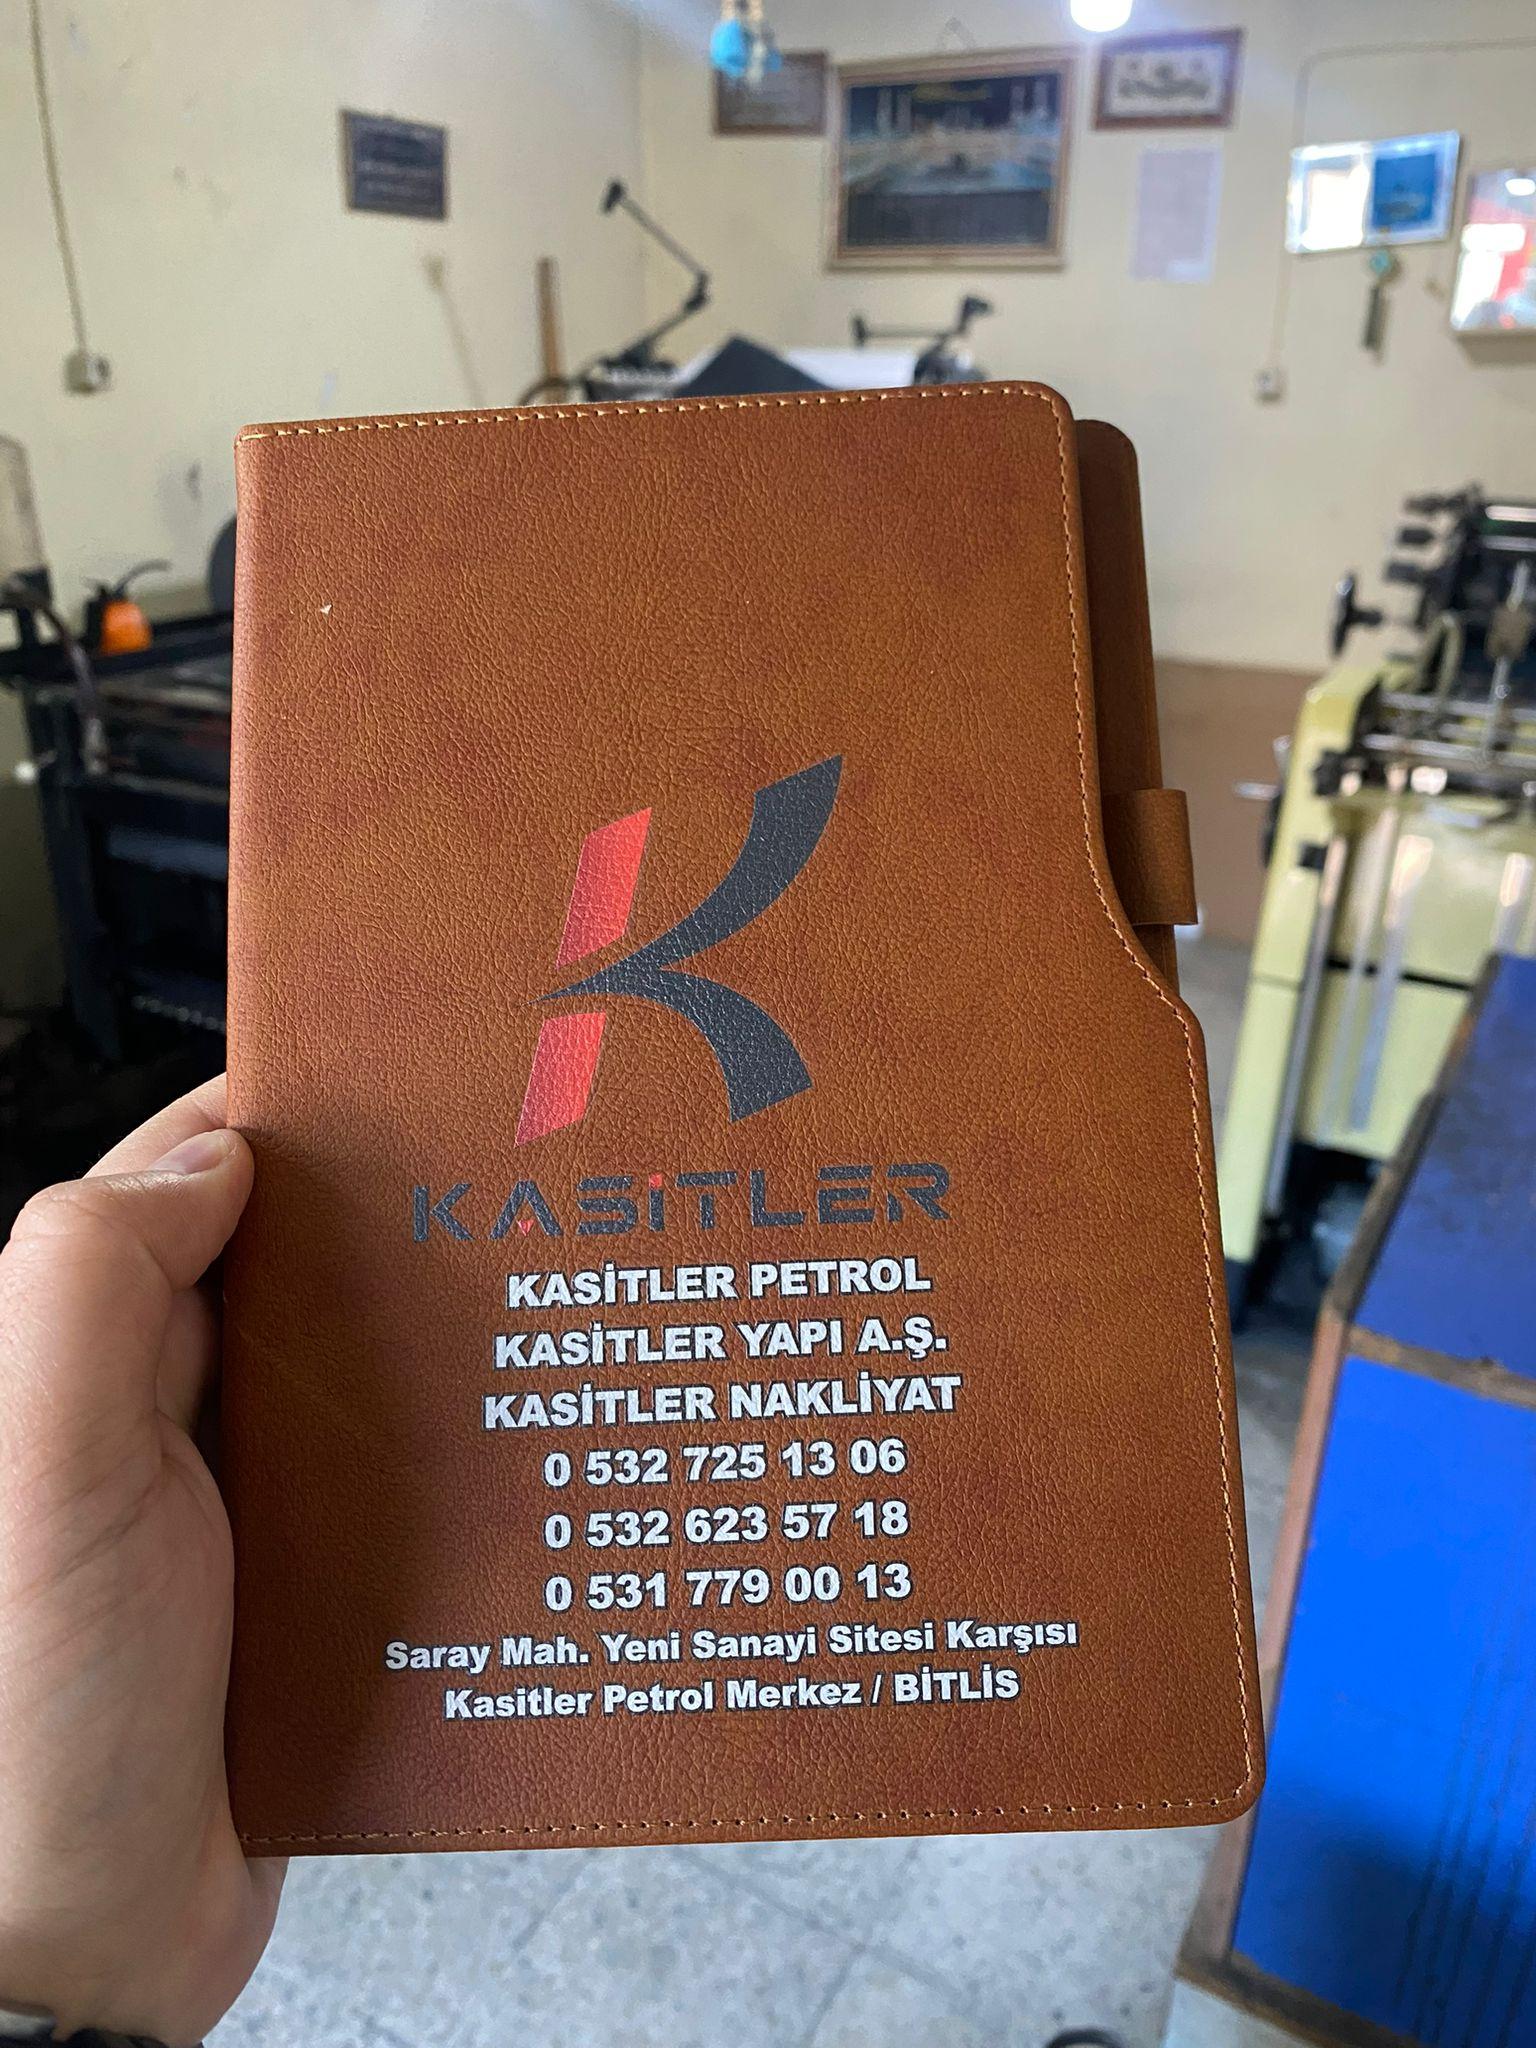 KASİTLER
KASİTLER PETROL
KASİTLER YAPI A.Ş.
KASİTLER NAKLİYAT
0 532 725 13 06
0 532 623 57 18
0 531 779 00 13
Saray Mah. Yeni Sanayi Sitesi Karşısı
Kasitler Petrol Merkez / BİTLİS